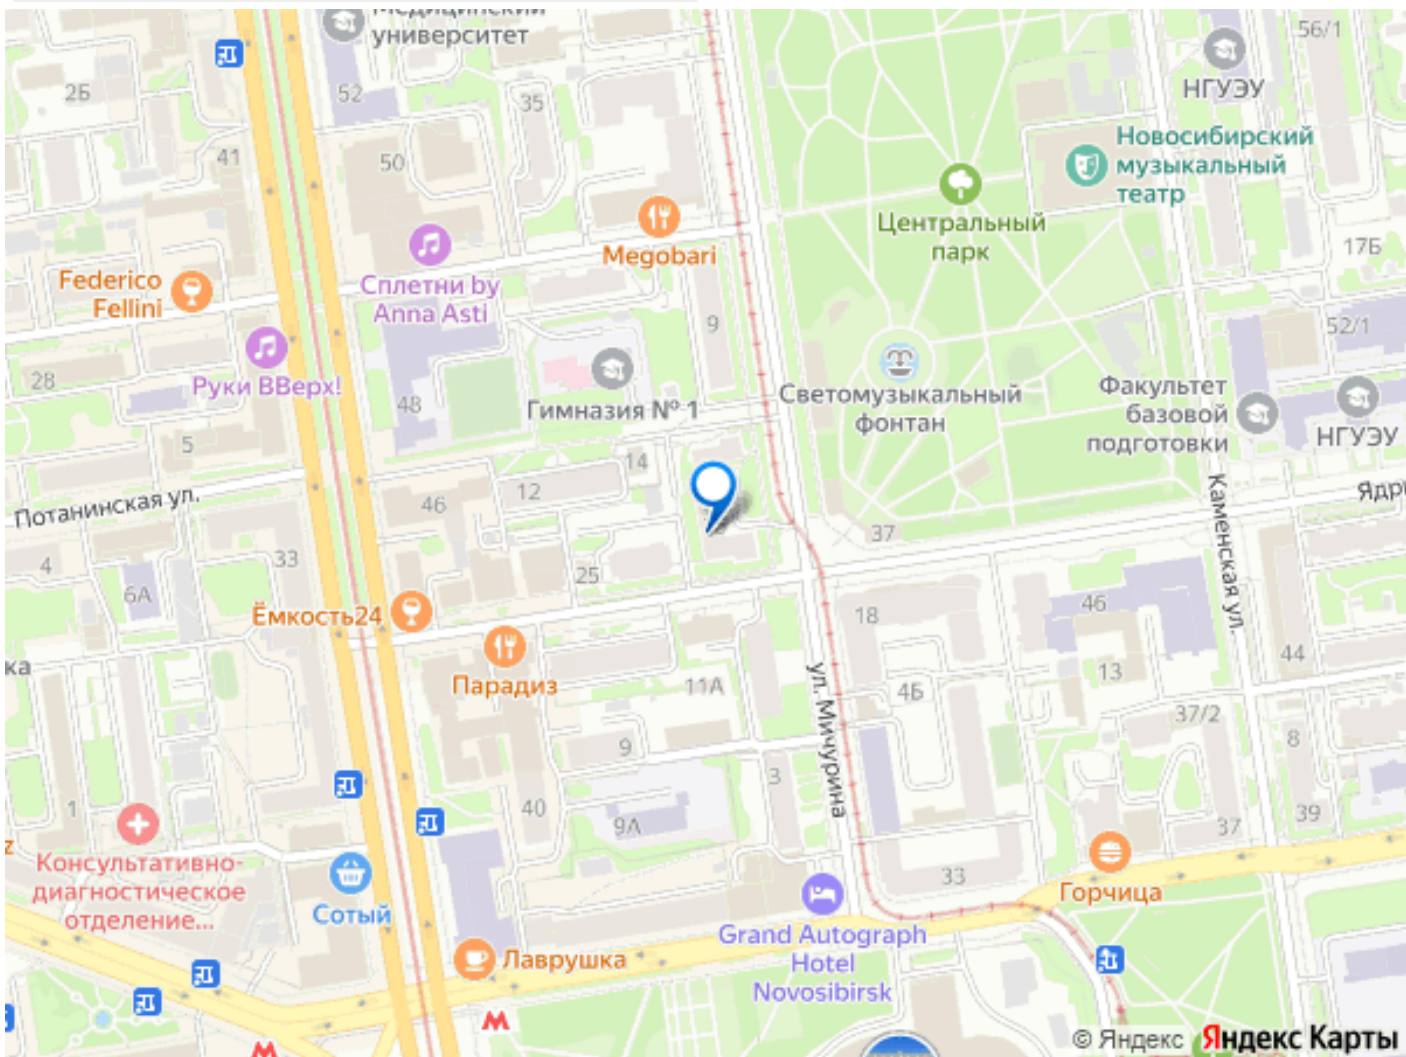 Медицинский
университет
56/1
НГУЭУ
2Б
52
35
Новосибирский
музыкальный
театр
41
50
Центральный
парк
17Б
Megobari
Federico
Fellini
Сплетни by
Anna Asti
9
52/1
28
Руки ВВерх!
48
Гимназия № 1
Светомузыкальный
фонтан
Факультет
базовой
подготовки
НГУЭУ
5
14
12
46
Потанинская ул.
Каменская ул.
Ядри
37
4
33
6А
25
Ёмкость24
18
46
ка
Парадиз
11А
ул. Мичурина
4Б
13
44
37/2
9
3
8
1
40
9А
37
39
z
Консультативно-
диагностическое
отделение...
Сотый
33
Горчица
Лаврушка
Grand Autograph
Hotel
Novosibirsk
© Яндекс Яндекс Карты